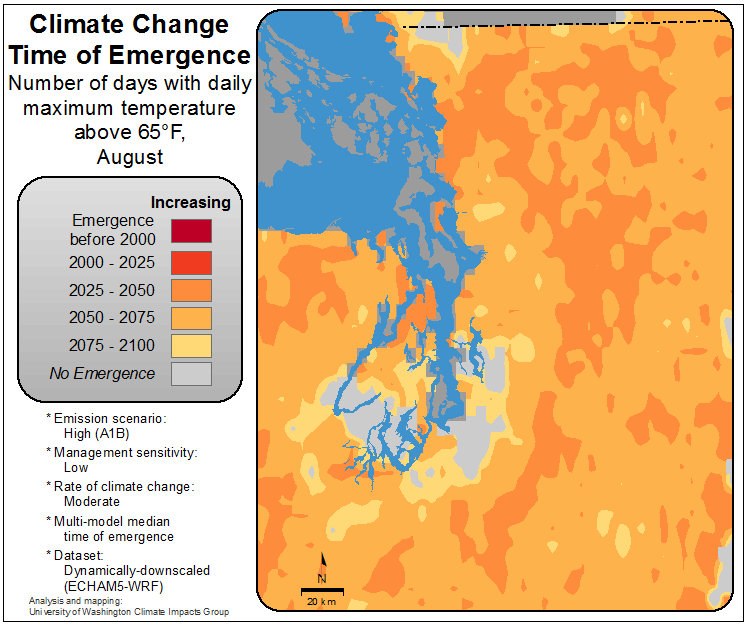 Climate Change
Time of Emergence
Number of days with daily
maximum temperature
above 65°F,
August
Increasing
Emergence
before 2000
2000 - 2025
2025 - 2050
2050 - 2075
2075 - 2100
No Emergence
* Emission scenario:
High (A1B)
* Management sensitivity:
Low
* Rate of climate change:
Moderate
* Multi-model median
time of emergence
* Dataset:
Dynamically-downscaled
(ECHAM5-WRF)
Analysis and mapping:
University of Washington Climate Impacts Group
N
20 km